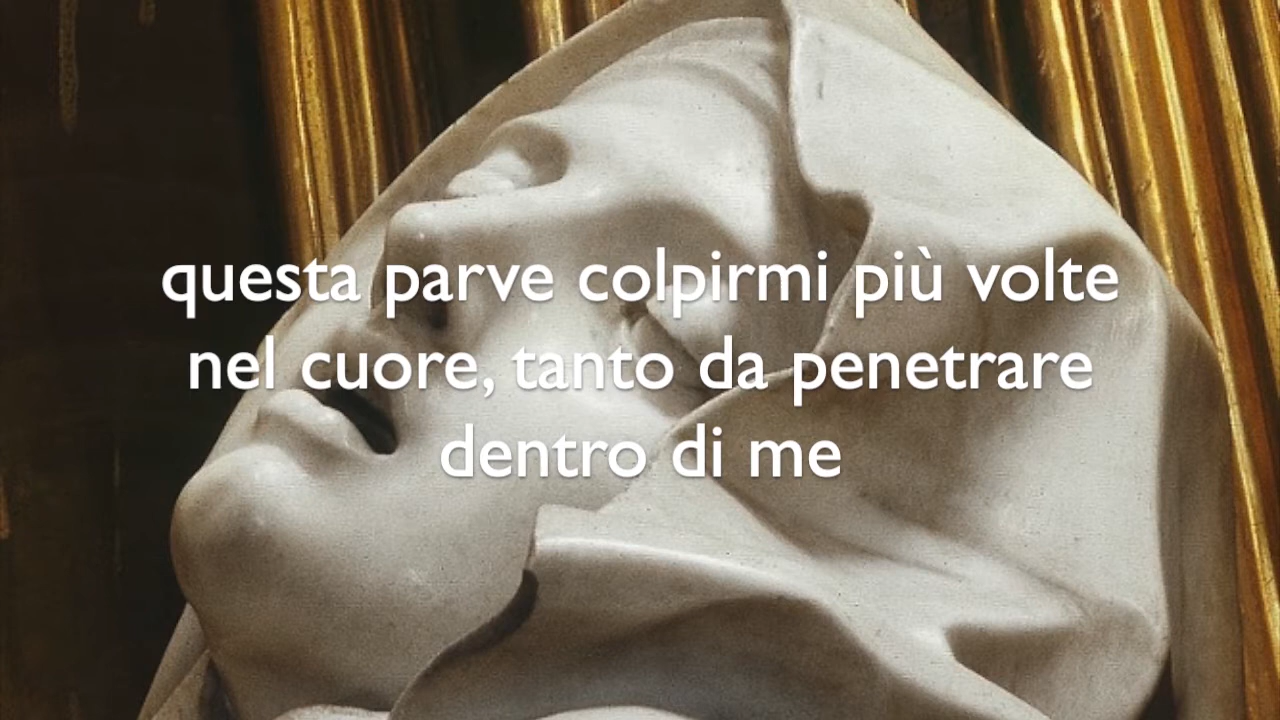 questa parve colpirmi più volte
nel cuore, tanto da penetrare
dentro di me